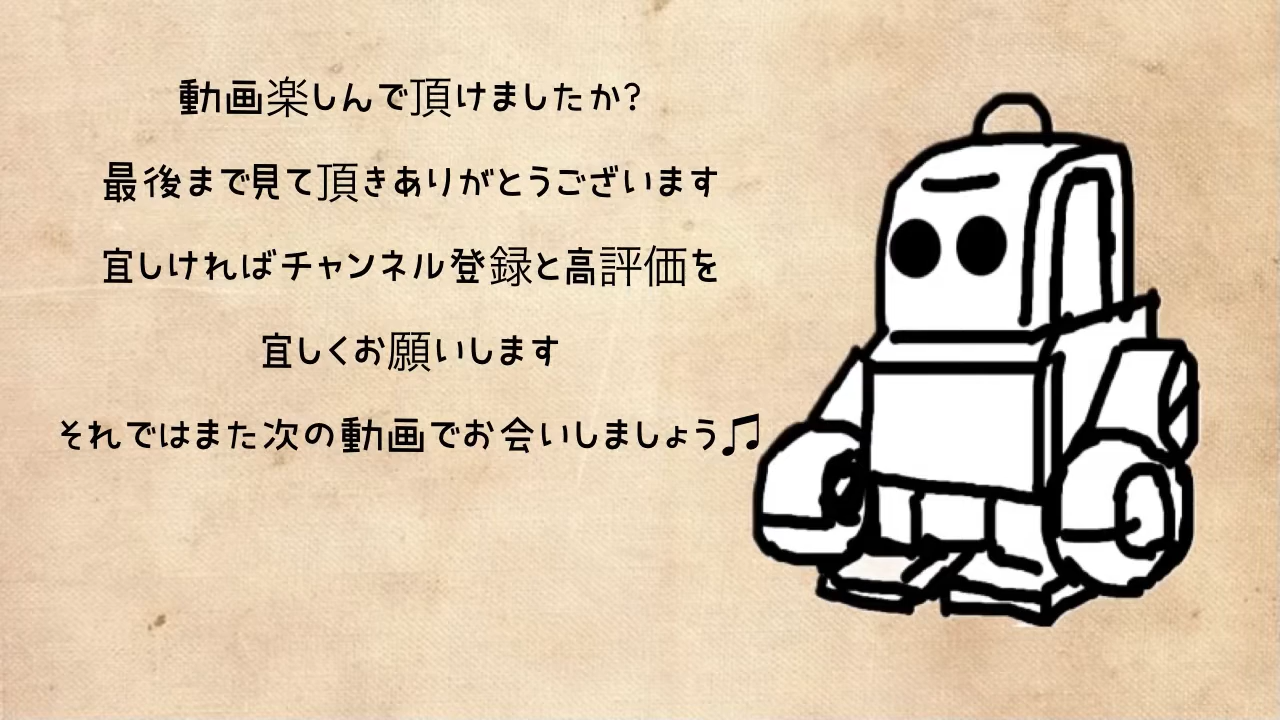 動画楽しんで頂けましたか?
最後まで見て頂きありがとうございます
宜しければチャンネル登録と高評価を
宜しくお願いします
それではまた次の動画でお会いしましょう♫